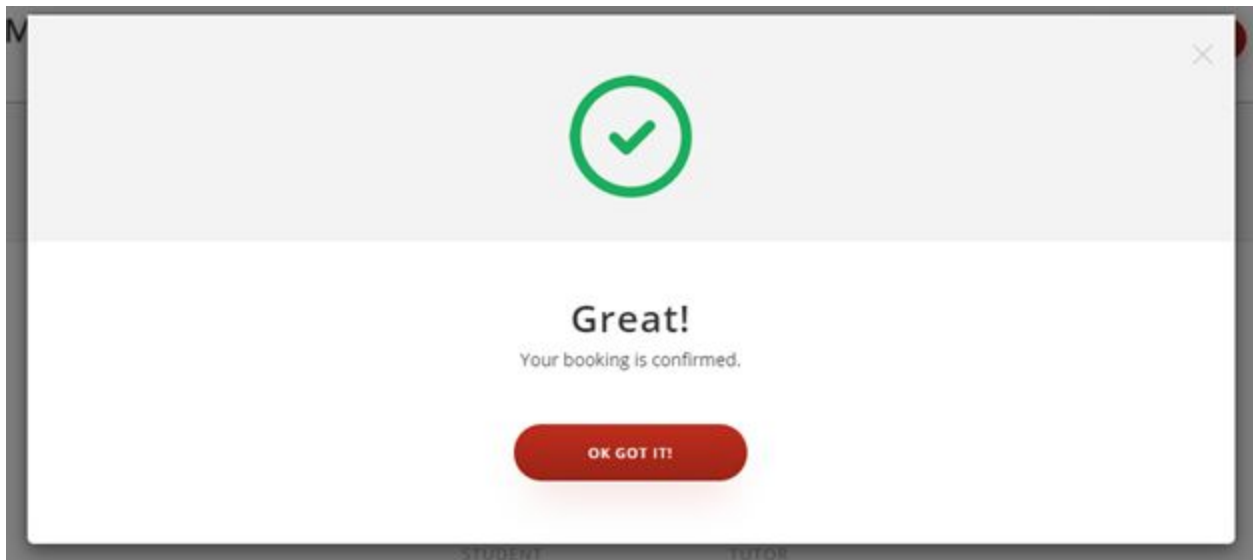 M
Great!
Your booking is confirmed.
OK GOT IT!
STUDENT TUTOR